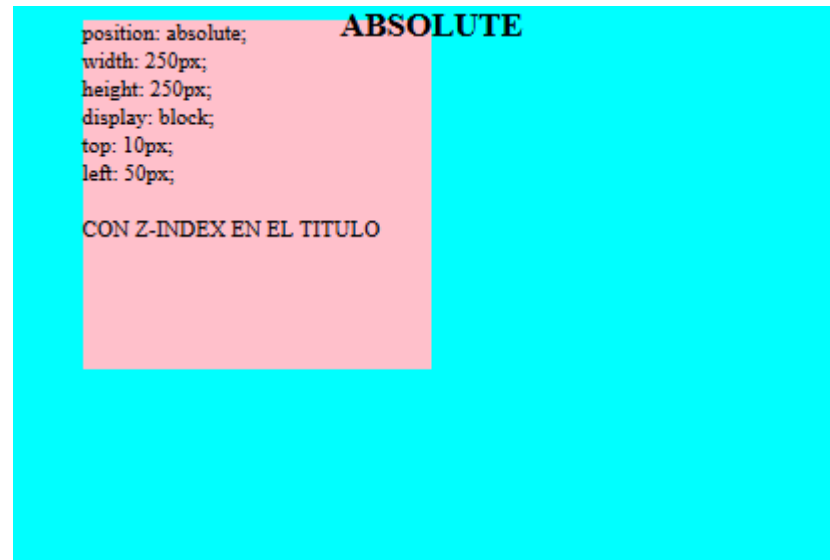 ABSOLUTE
position: absolute;
width: 250px;
height: 250px;
display: block;
top: 10px;
left: 50px;
CON Z-INDEX EN EL TITULO